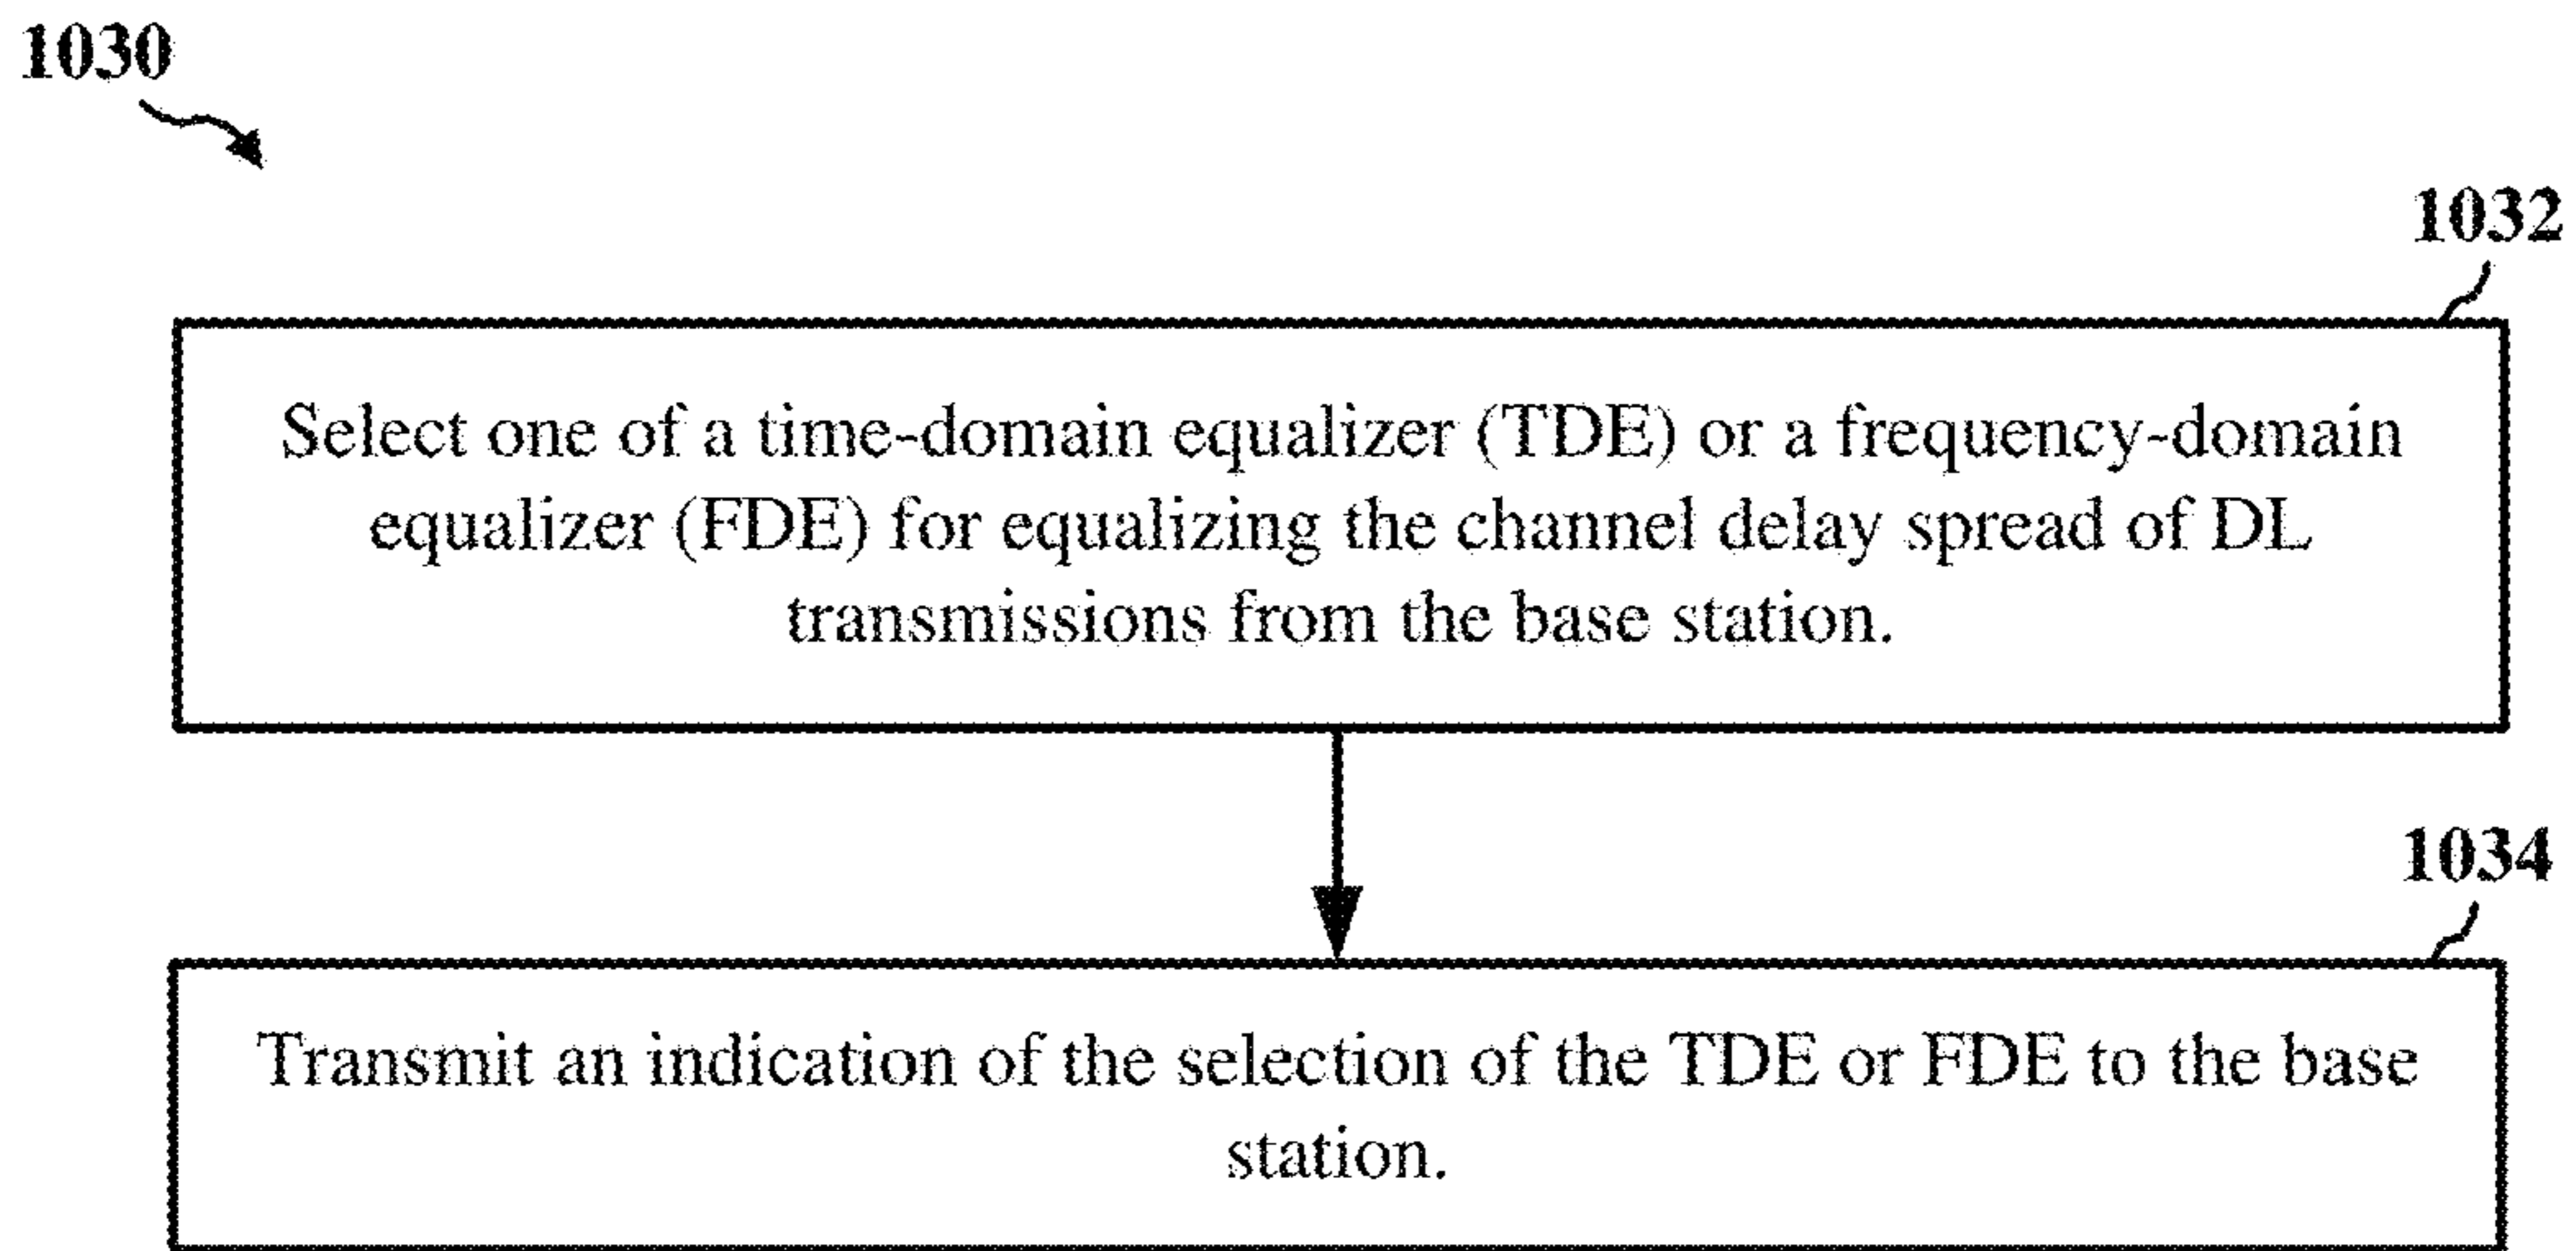 1030
1032
Select one of a time-domain equalizer (TDE) or a frequency-domain
equalizer (FDE) for equalizing the channel delay spread of DL
transmissions from the base station.
1034
Transmit an indication of the selection of the TDE or FDE to the base
station.